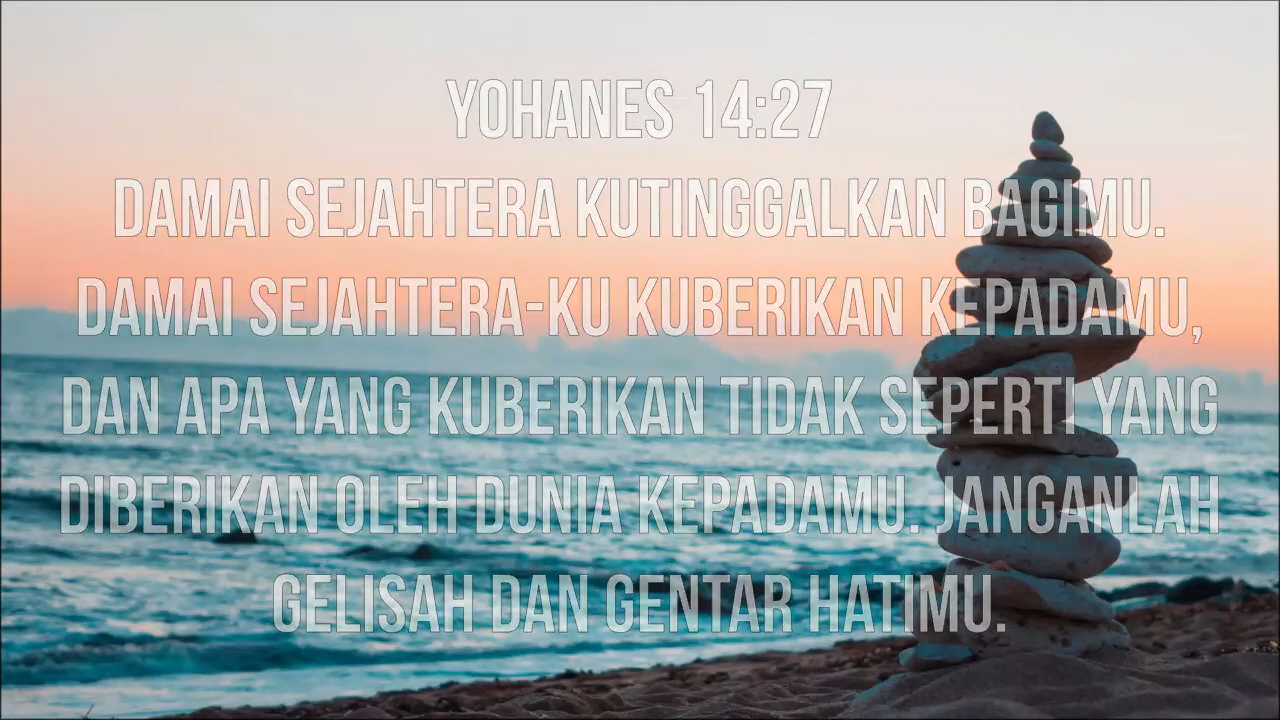 YOHANES 14:27
DAMAI SEJAHTERA KUTINGGALKAN BAGIMU.
DAMAI SEJAHTERA-KU KUBERIKAN KEPADAMU,
DAN APA YANG KUBERIKAN TIDAK SEPERTI YANG
DIBERIKAN OLEH DUNIA KEPADAMU. JANGANLAH
GELISAH DAN GENTAR HATIMU.